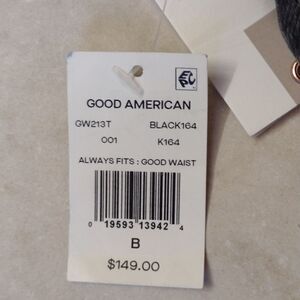 GOOD AMERICAN
GW213T BLACK164
001 K164
ALWAYS FITS : GOOD WAIST
0 19593 13942 4
B
$149.00